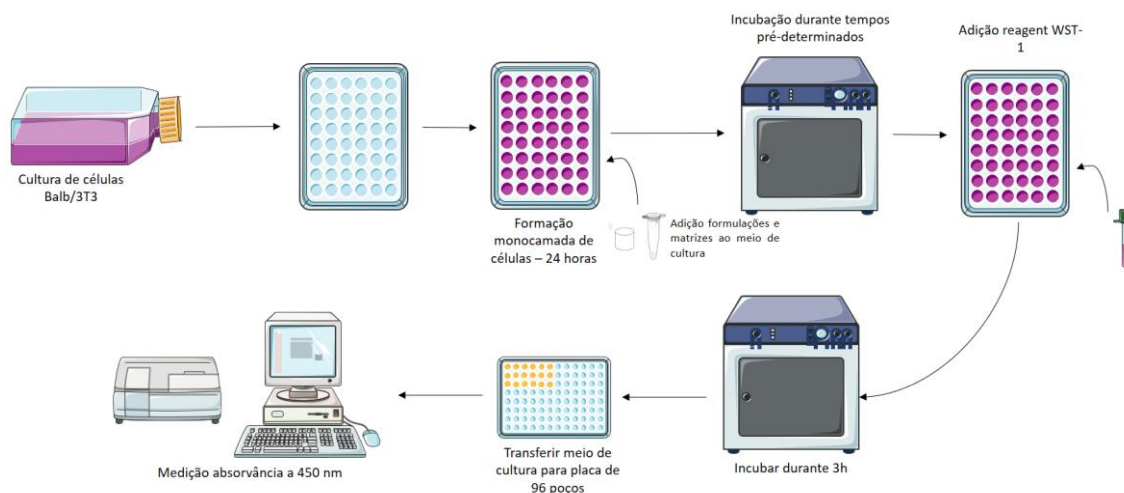 Cultura de células
Balb/3T3
Formação
monocamada de
células – 24 horas
Adição formulações e
matrizes ao meio de
cultura
Incubação durante tempos
pré-determinados
Adição reagent WST-
1
Incubar durante 3h
Transferir meio de
cultura para placa de
96 poços
Medição absorvância a 450 nm